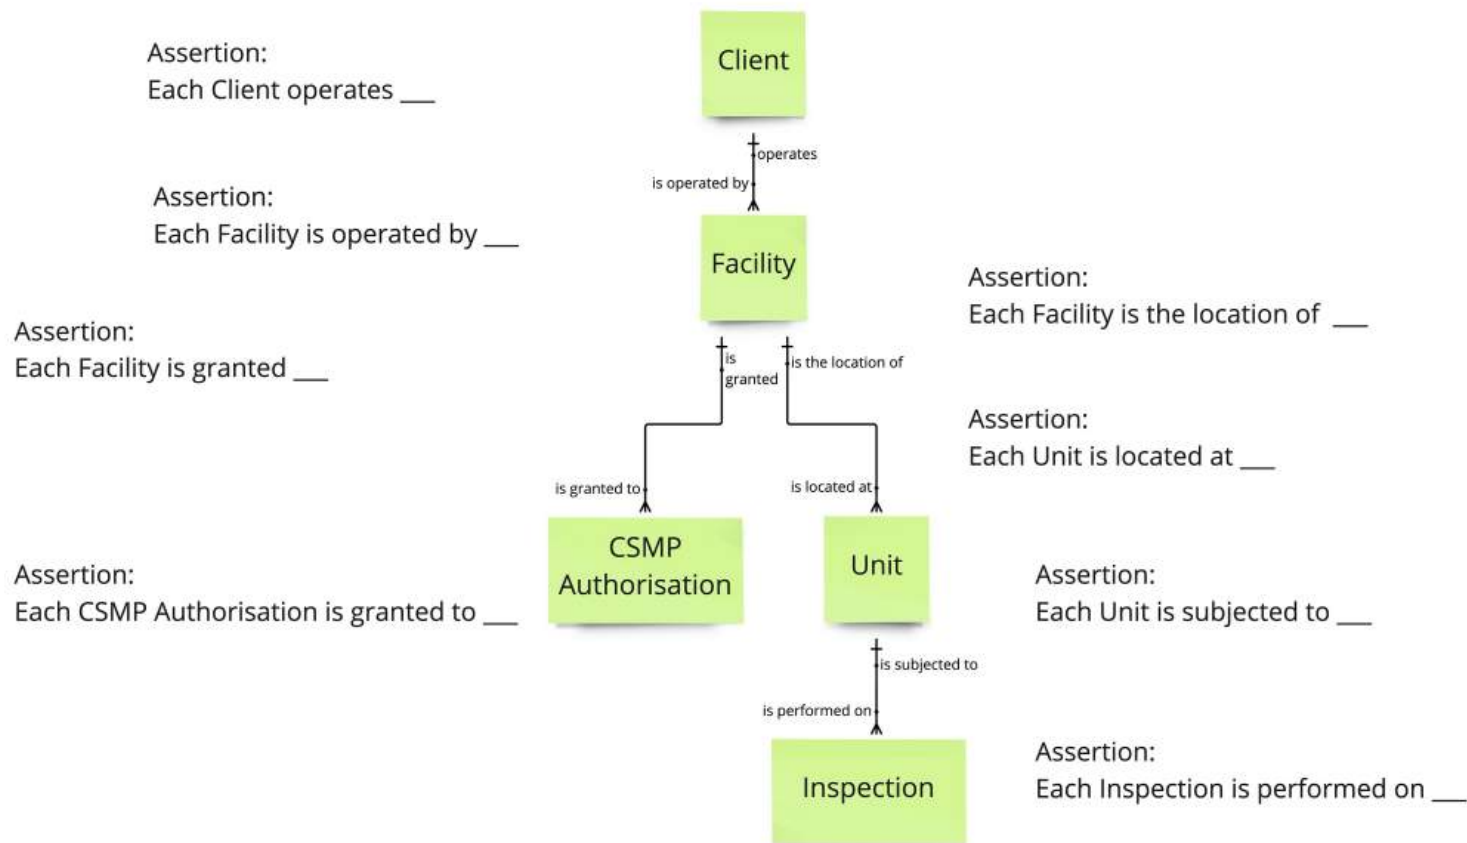 Assertion:
Each Client operates ___
Client
operates
is operated by
Assertion:
Each Facility is operated by ___
Facility
Assertion:
Each Facility is the location of ___
Assertion:
Each Facility is granted ___
is
granted
is the location of
Assertion:
Each Unit is located at ___
is granted to
is located at
CSMP
Authorisation
Unit
Assertion:
Each CSMP Authorisation is granted to ___
Assertion:
Each Unit is subjected to ___
is subjected to
is performed on
Inspection
Assertion:
Each Inspection is performed on ___